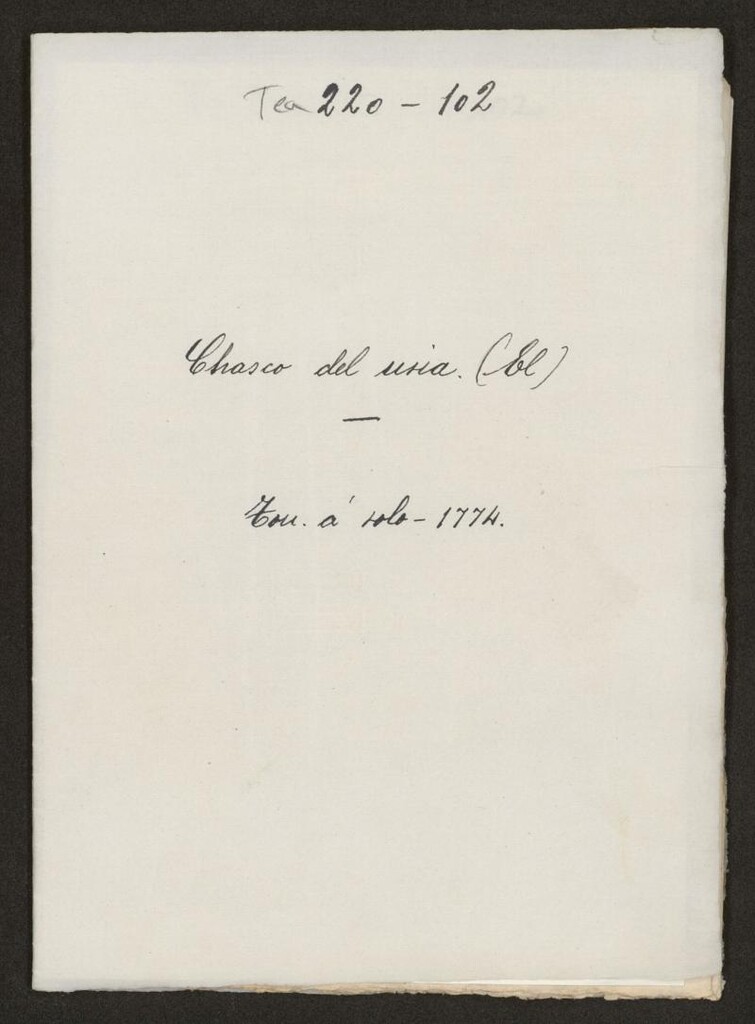 Tea 220 - 102
Chasco del usia. (El)
Ton. á solo - 1774.